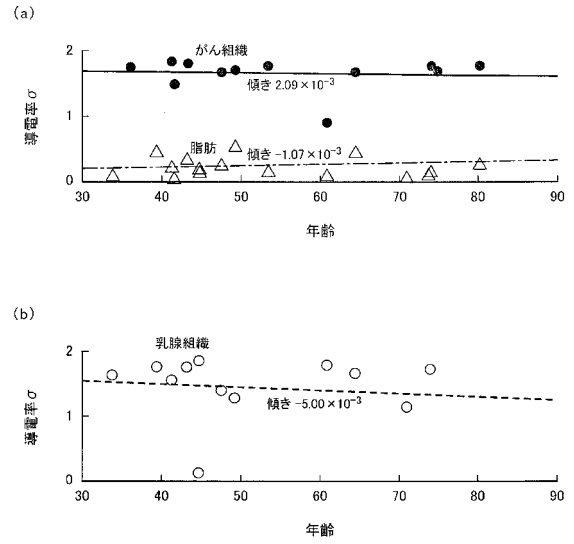 (a)
2
がん組織
傾き 2.09×10⁻³
導電率σ
1
脂肪
傾き −1.07×10⁻³
0
30 40 50 60 70 80 90
年齢
(b)
乳腺組織
2
導電率σ
1
傾き −5.00×10⁻³
0
30 40 50 60 70 80 90
年齢